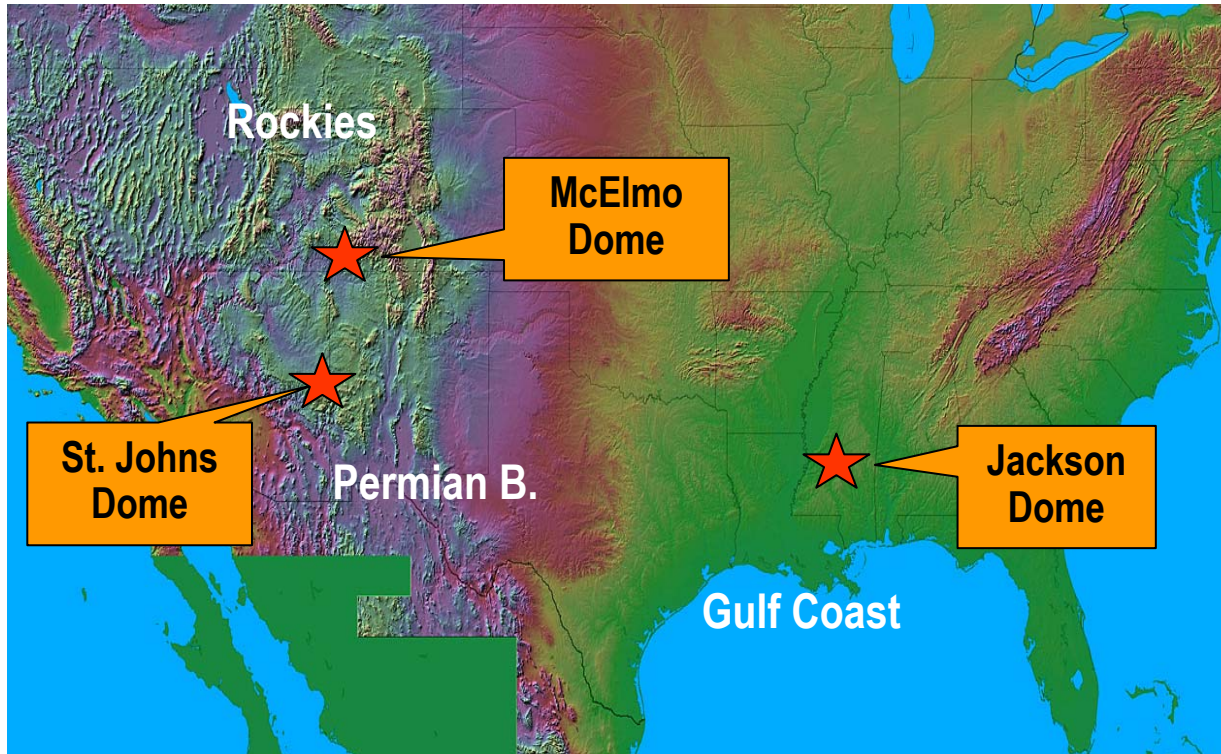 Rockies
McElmo
Dome
St. Johns
Dome
Permian B.
Jackson
Dome
Gulf Coast